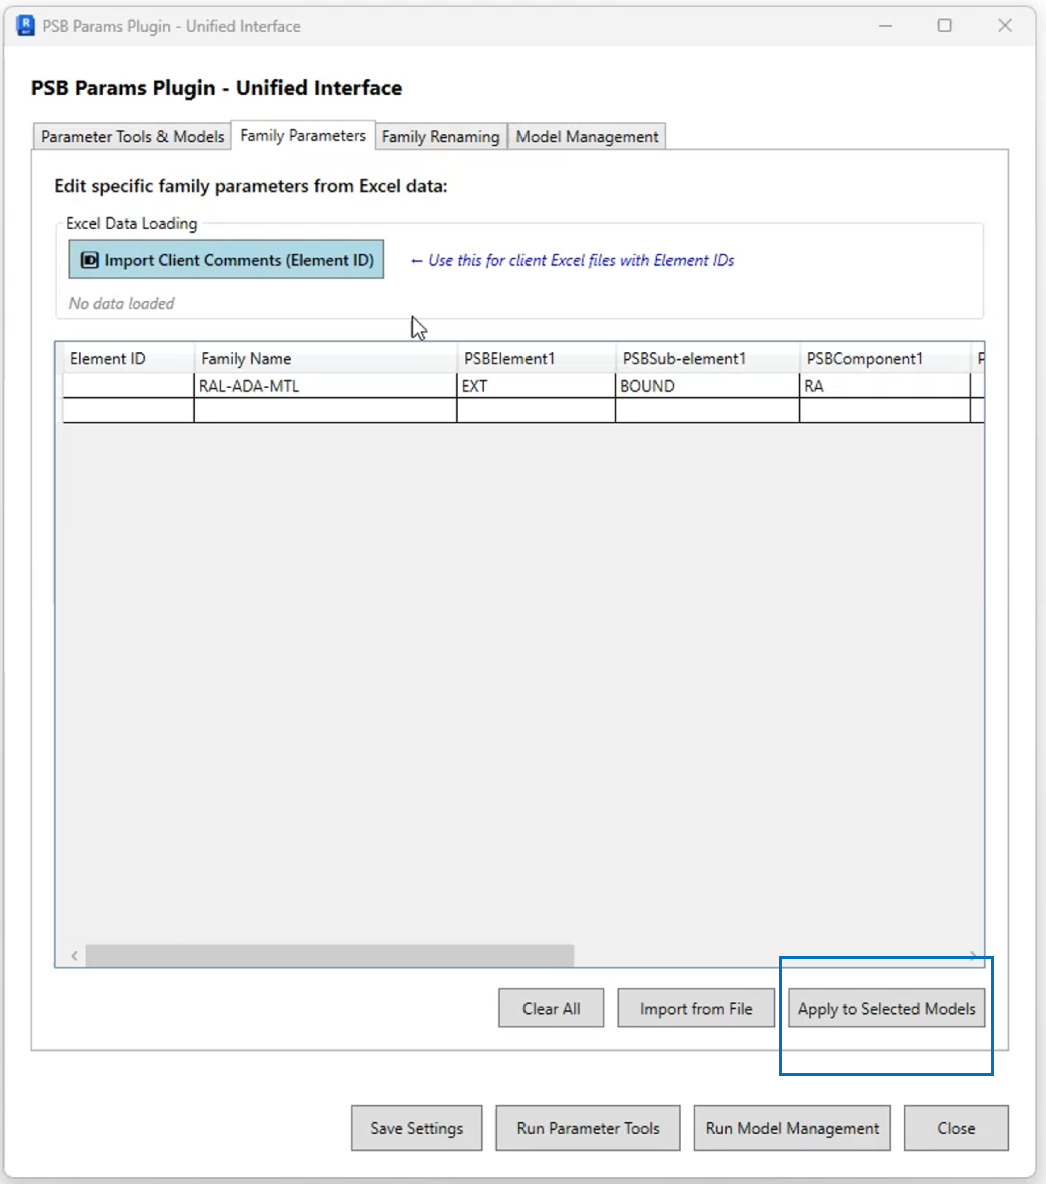 PSB Params Plugin - Unified Interface
PSB Params Plugin - Unified Interface
Parameter Tools & Models Family Parameters Family Renaming Model Management
Edit specific family parameters from Excel data:
Excel Data Loading
Import Client Comments (Element ID) ← Use this for client Excel files with Element IDs
No data loaded
Element ID Family Name PSBElement1 PSBSub-element1 PSBComponent1 P
RAL-ADA-MTL EXT BOUND RA
Clear All Import from File Apply to Selected Models
Save Settings Run Parameter Tools Run Model Management Close